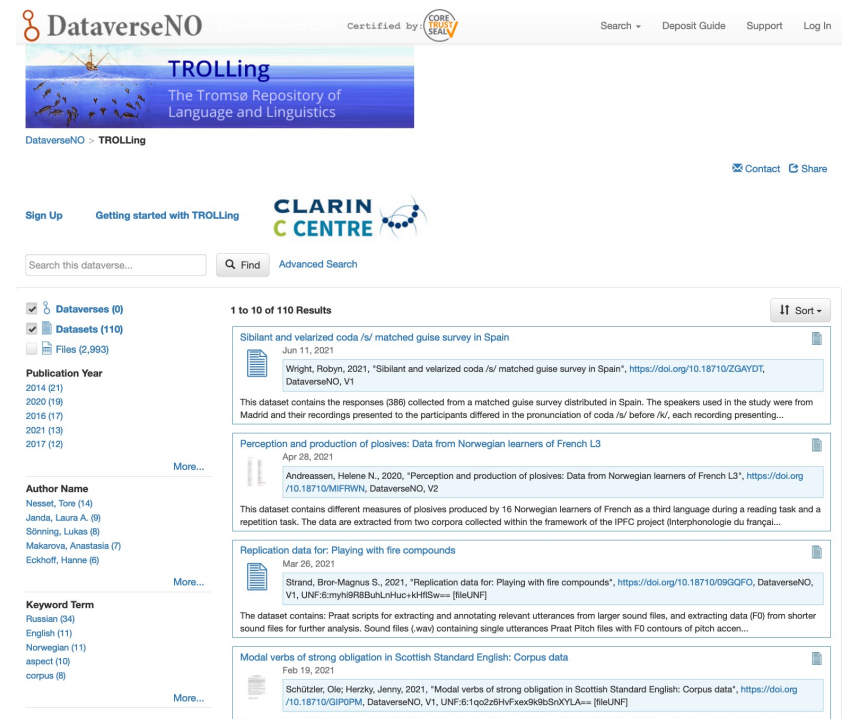 DataverseNO
Certified by:
CORE
TRUST
SEAL
Search
Deposit Guide
Support
Log In
TROLLing
The Tromsø Repository of
Language and Linguistics
DataverseNO > TROLLing
Contact
Share
Sign Up
Getting started with TROLLing
CLARIN
C CENTRE
Search this dataverse...
Find
Advanced Search
Dataverses (0)
Datasets (110)
Files (2,993)
Publication Year
2014 (21)
2020 (19)
2016 (17)
2021 (13)
2017 (12)
More...
Author Name
Nesset, Tore (14)
Janda, Laura A. (9)
Sönning, Lukas (8)
Makarova, Anastasia (7)
Eckhoff, Hanne (6)
More...
Keyword Term
Russian (34)
English (11)
Norwegian (11)
aspect (10)
corpus (8)
More...
1 to 10 of 110 Results
Sort
Sibilant and velarized coda /s/ matched guise survey in Spain
Jun 11, 2021
Wright, Robyn, 2021, "Sibilant and velarized coda /s/ matched guise survey in Spain", https://doi.org/10.18710/ZGAYDT,
DataverseNO, V1
This dataset contains the responses (386) collected from a matched guise survey distributed in Spain. The speakers used in the study were from
Madrid and their recordings presented to the participants differed in the pronunciation of coda /s/ before /k/, each recording presenting...
Perception and production of plosives: Data from Norwegian learners of French L3
Apr 28, 2021
Andreassen, Helene N., 2020, "Perception and production of plosives: Data from Norwegian learners of French L3", https://doi.org
/10.18710/MIFRWN, DataverseNO, V2
This dataset contains different measures of plosives produced by 16 Norwegian learners of French as a third language during a reading task and a
repetition task. The data are extracted from two corpora collected within the framework of the IPFC project (Interphonologie du françai...
Replication data for: Playing with fire compounds
Mar 26, 2021
Strand, Bror-Magnus S., 2021, "Replication data for: Playing with fire compounds", https://doi.org/10.18710/09GQFO, DataverseNO,
V1, UNF:6:myhi9R8BuhLnHuc+kHflSw== [fileUNF]
The dataset contains: Praat scripts for extracting and annotating relevant utterances from larger sound files, and extracting data (F0) from shorter
sound files for further analysis. Sound files (.wav) containing single utterances Praat Pitch files with F0 contours of pitch accen...
Modal verbs of strong obligation in Scottish Standard English: Corpus data
Feb 19, 2021
Schützler, Ole; Herzky, Jenny, 2021, "Modal verbs of strong obligation in Scottish Standard English: Corpus data", https://doi.org
/10.18710/GIP0PM, DataverseNO, V1, UNF:6:1qo2z6HvFxex9k9bSnXYLA== [fileUNF]